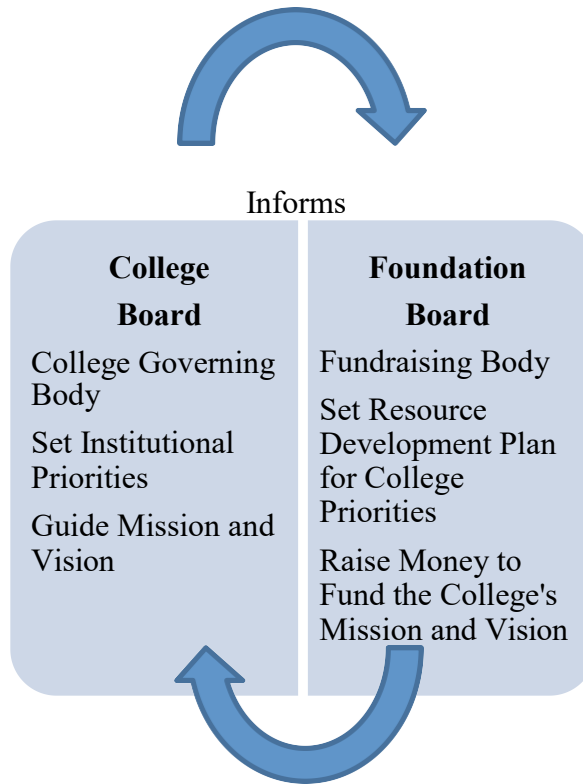 Informs
College
Board
College Governing
Body
Set Institutional
Priorities
Guide Mission and
Vision
Foundation
Board
Fundraising Body
Set Resource
Development Plan
for College
Priorities
Raise Money to
Fund the College's
Mission and Vision